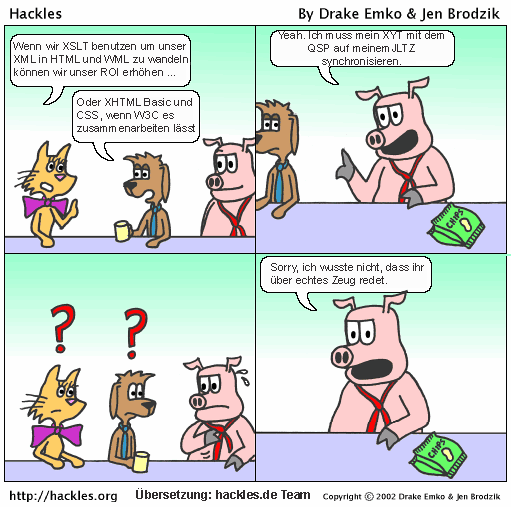 Hackles
By Drake Emko & Jen Brodzik
Wenn wir XSLT benutzen um unser
XML in HTML und WML zu wandeln
können wir unser ROI erhöhen ...
Oder XHTML Basic und
CSS, wenn W3C es
zusammenarbeiten lässt
Yeah. Ich muss mein XYT mit dem
QSP auf meinem JLTZ
synchronisieren.
CHIPS
?
?
Sorry, ich wusste nicht, dass ihr
über echtes Zeug redet.
CHIPS
http://hackles.org
Übersetzung: hackles.de Team
Copyright © 2002 Drake Emko & Jen Brodzik